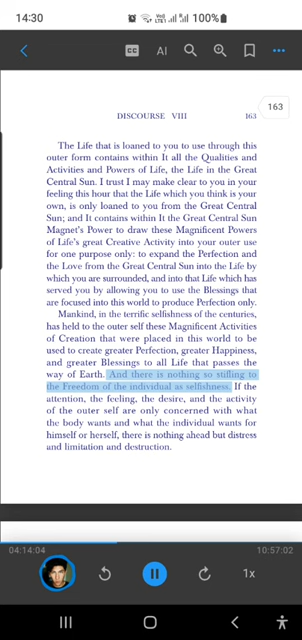 14:30
100%
CC
AI
163
DISCOURSE VIII 163
The Life that is loaned to you to use through this
outer form contains within It all the Qualities and
Activities and Powers of Life, the Life in the Great
Central Sun. I trust I may make clear to you in your
feeling this hour that the Life which you think is your
own, is only loaned to you from the Great Central
Sun; and It contains within It the Great Central Sun
Magnet's Power to draw these Magnificent Powers
of Life's great Creative Activity into your outer use
for one purpose only: to expand the Perfection and
the Love from the Great Central Sun into the Life by
which you are surrounded, and into that Life which has
served you by allowing you to use the Blessings that
are focused into this world to produce Perfection only.
Mankind, in the terrific selfishness of the centuries,
has held to the outer self these Magnificent Activities
of Creation that were placed in this world to be
used to create greater Perfection, greater Happiness,
and greater Blessings to all Life that passes the
way of Earth. And there is nothing so stifling to
the Freedom of the individual as selfishness. If the
attention, the feeling, the desire, and the activity
of the outer self are only concerned with what
the body wants and what the individual wants for
himself or herself, there is nothing ahead but distress
and limitation and destruction.
04:14:04 10:57:02
1x